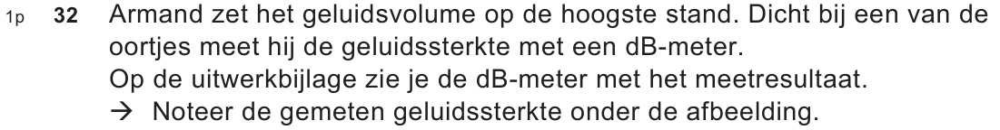 1p 32 Armand zet het geluidsvolume op de hoogste stand. Dicht bij een van de
oortjes meet hij de geluidssterkte met een dB-meter.
Op de uitwerkbijlage zie je de dB-meter met het meetresultaat.
→ Noteer de gemeten geluidssterkte onder de afbeelding.